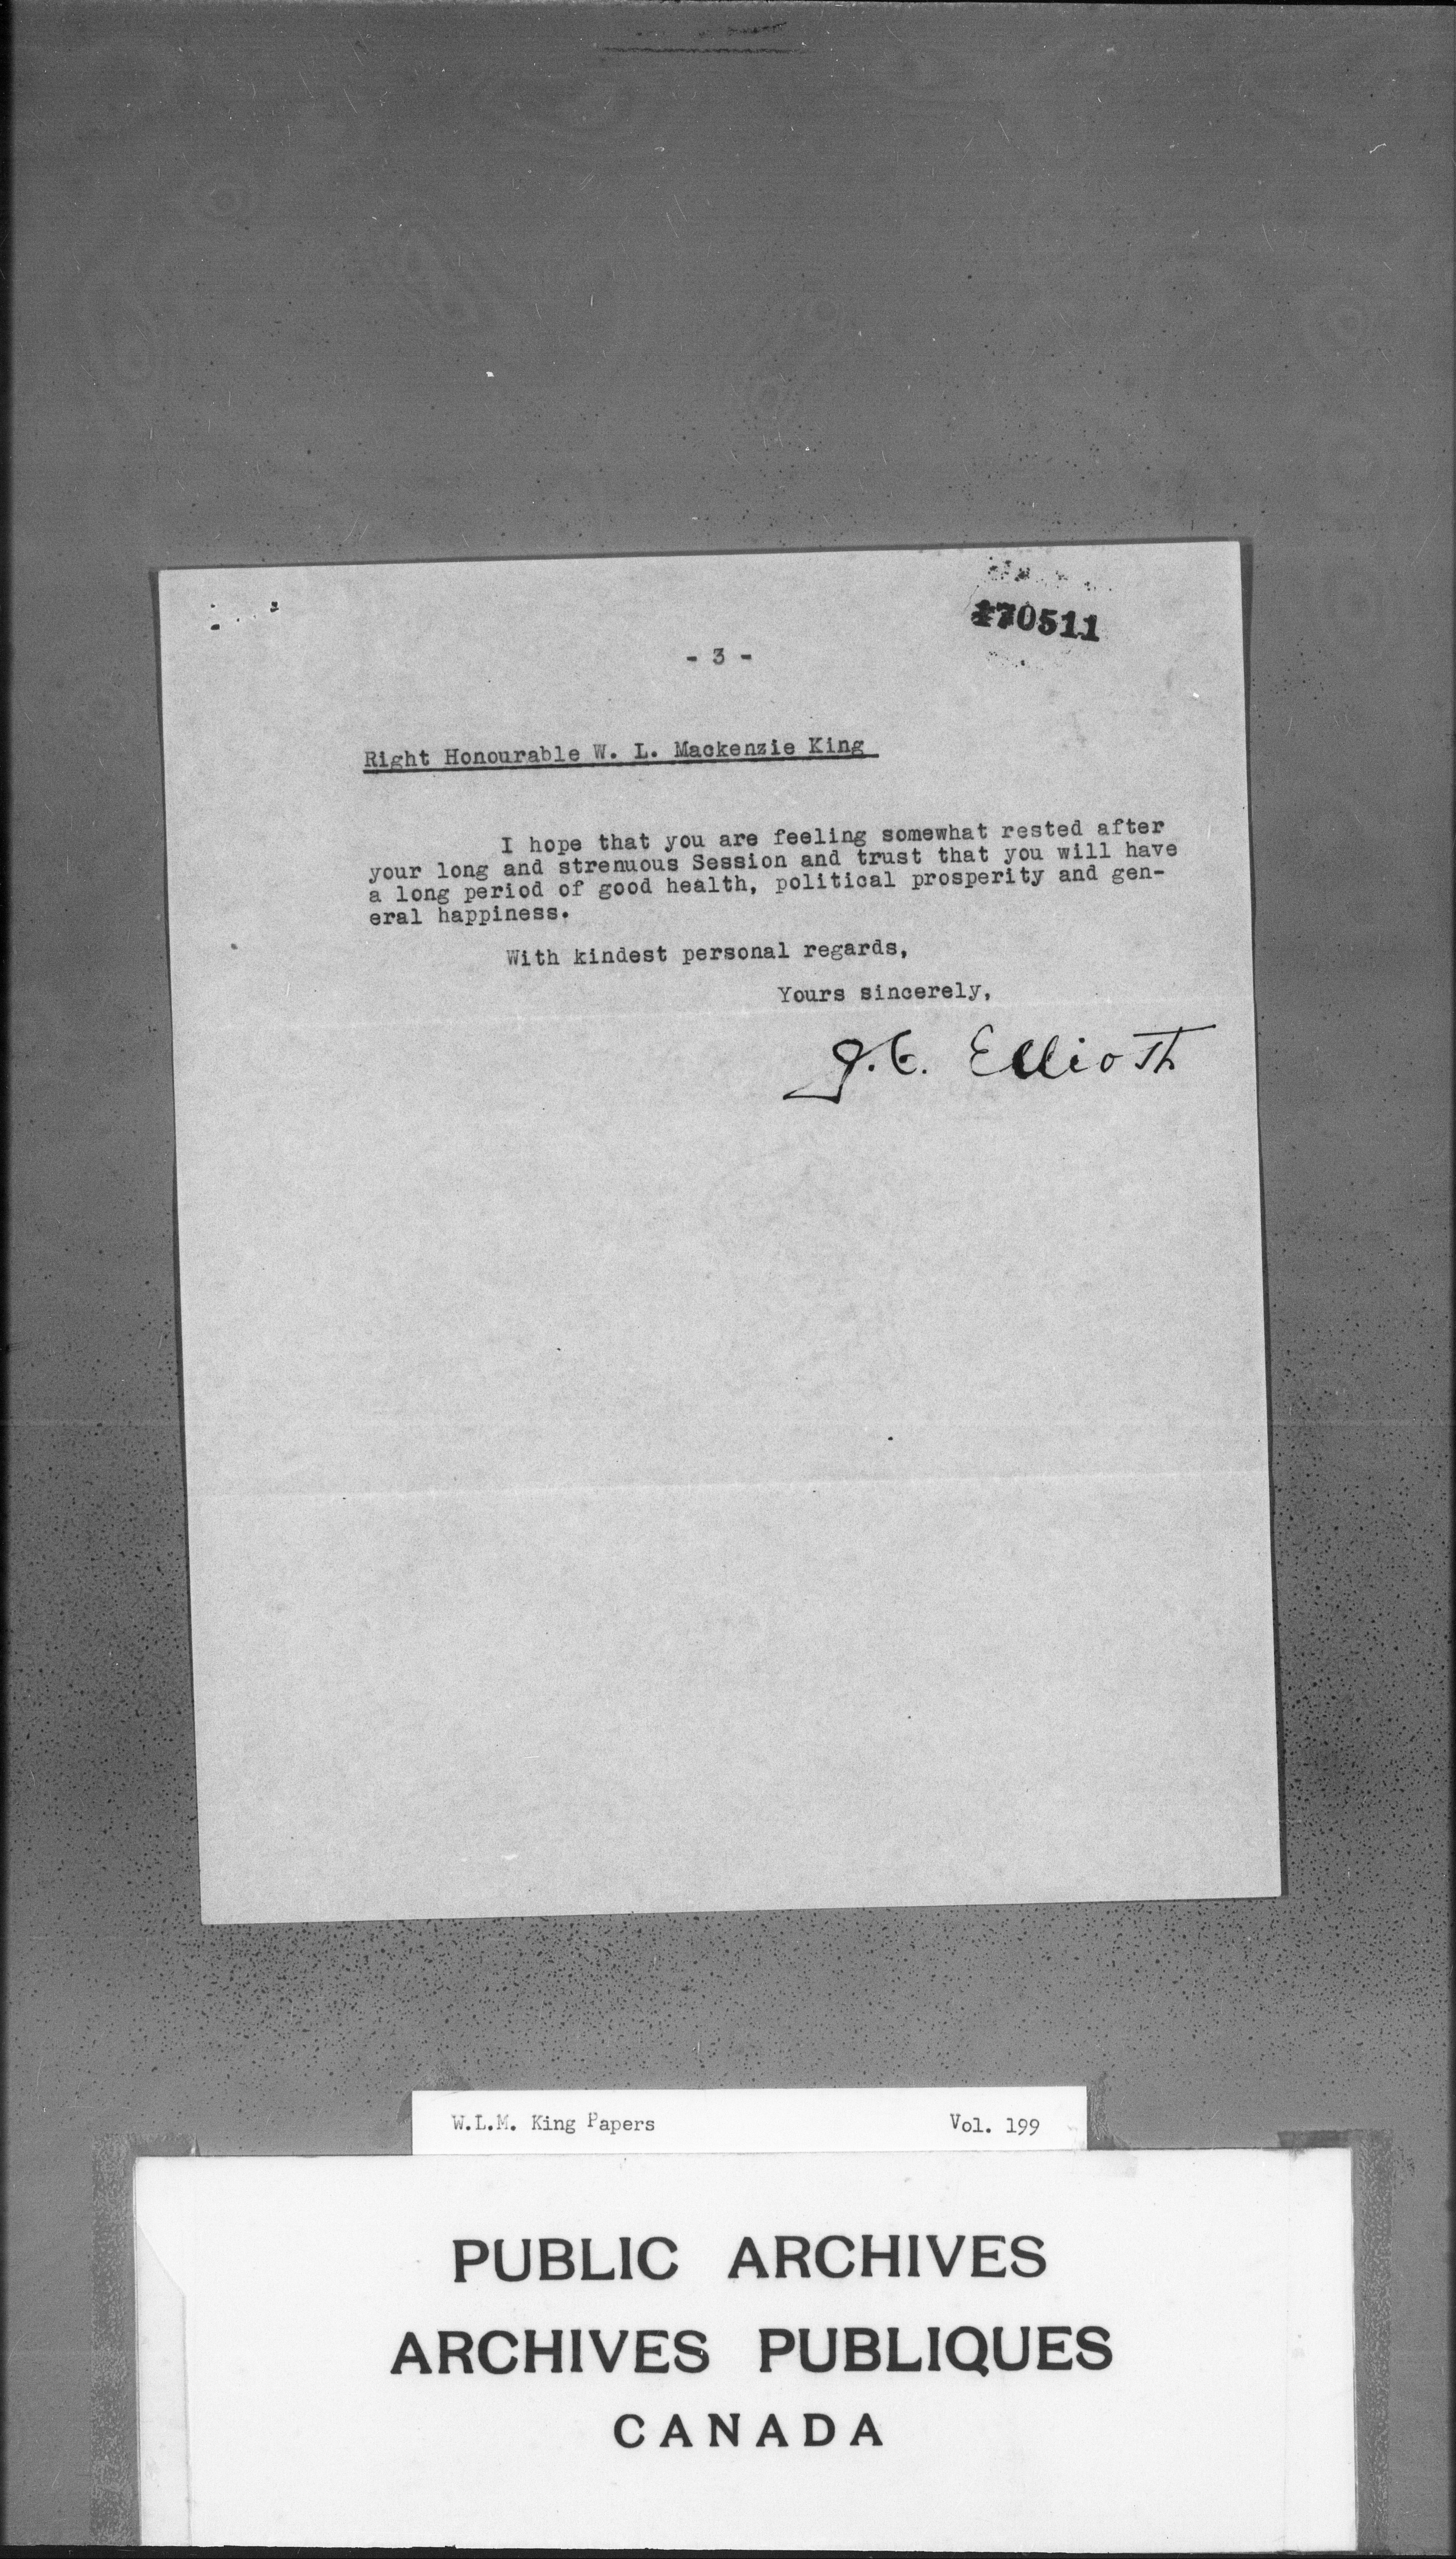 170511
- 3 -
Right Honourable W. L. Mackenzie King
I hope that you are feeling somewhat rested after
your long and strenuous Session and trust that you will have
a long period of good health, political prosperity and gen-
eral happiness.
With kindest personal regards,
Yours sincerely,
J.C. Elliott
W.L.M. King Papers Vol. 199
PUBLIC ARCHIVES
ARCHIVES PUBLIQUES
CANADA